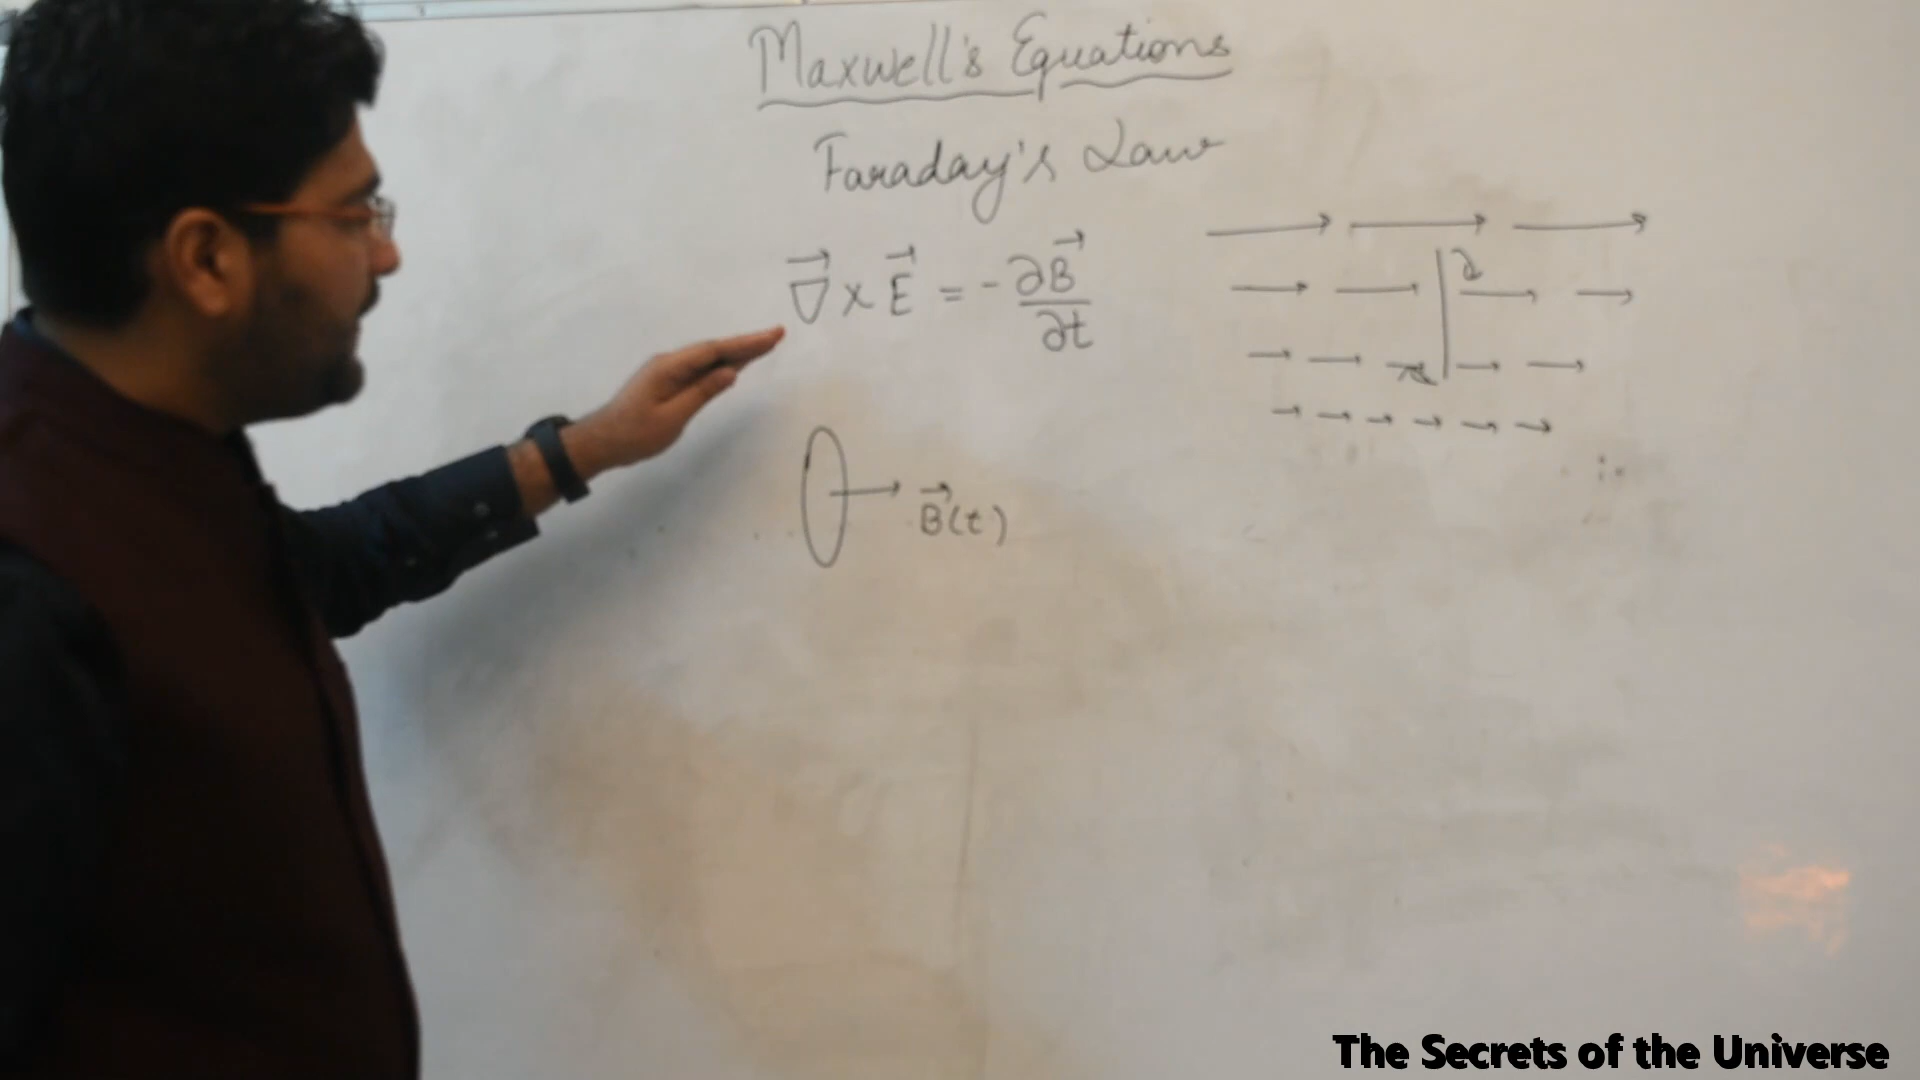 Maxwell's Equations
Faraday's Law
∇⃗ x E⃗ = - ∂B⃗/∂t
B⃗(t)
The Secrets of the Universe